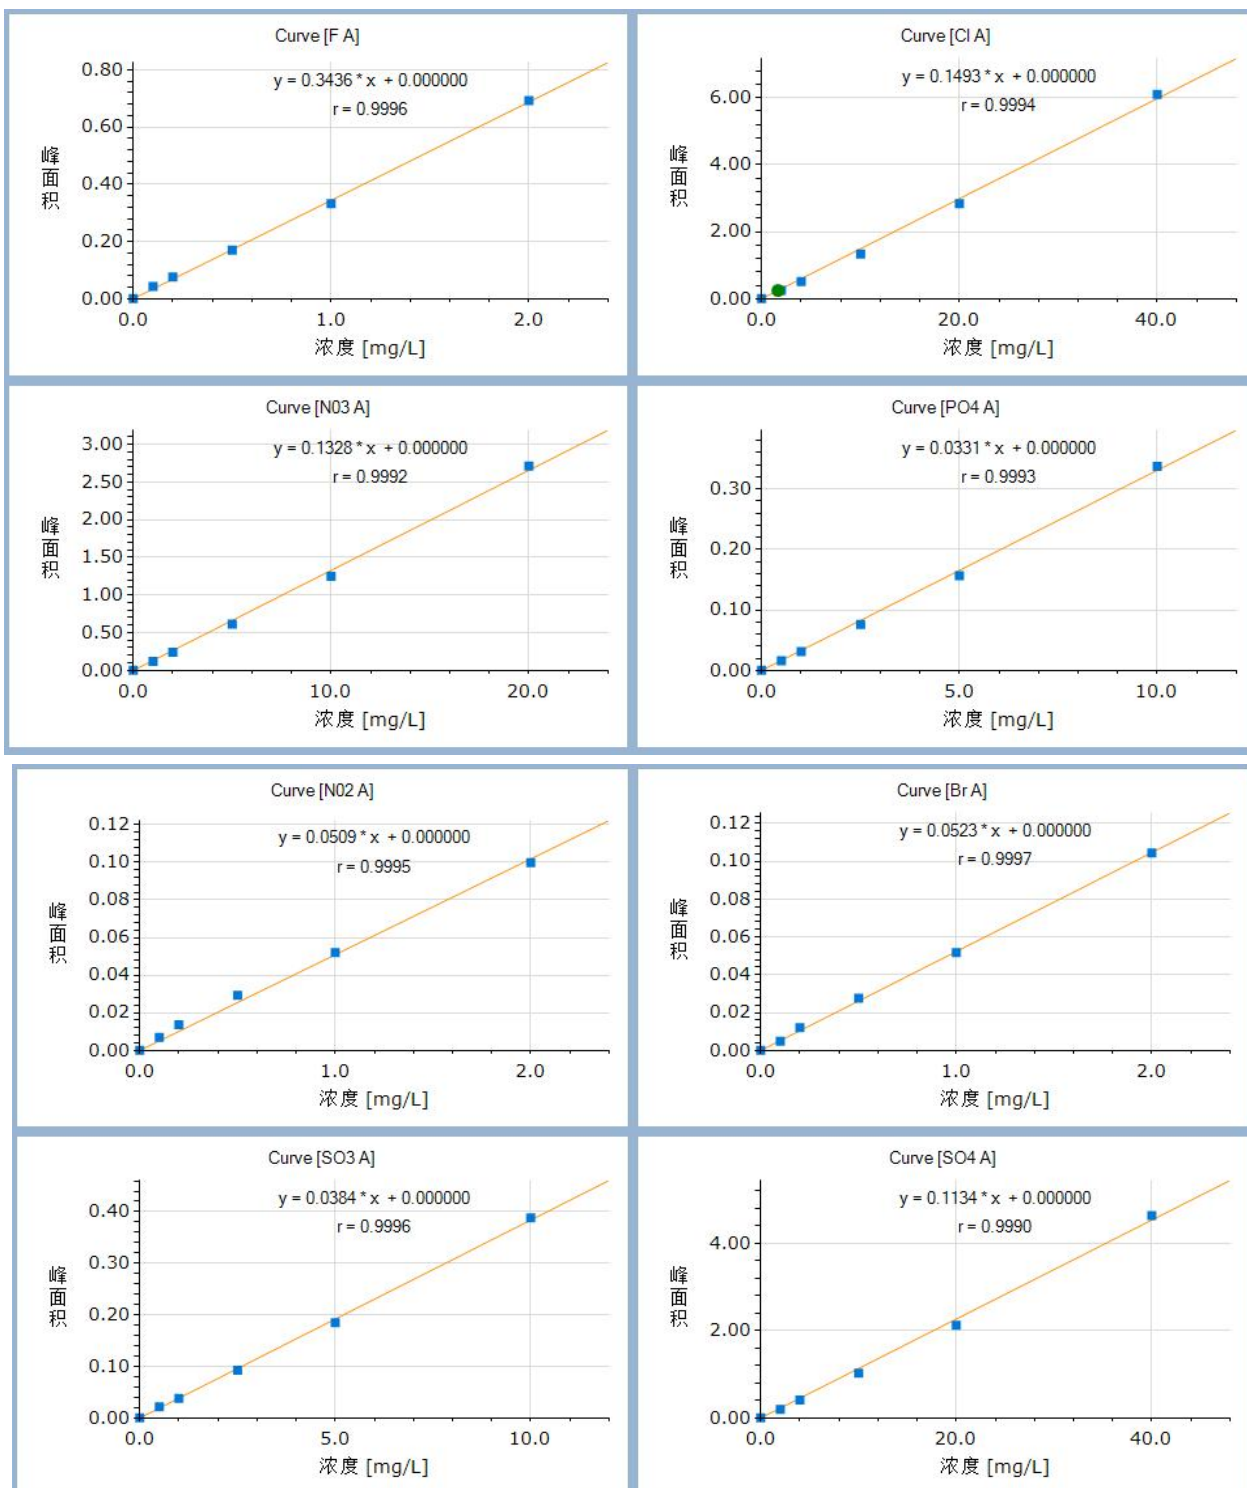 Curve [F A]
y = 0.3436 * x + 0.000000
r = 0.9996
0.80
0.60
0.40
0.20
0.00
峰面积
0.0
1.0
2.0
浓度 [mg/L]
Curve [Cl A]
y = 0.1493 * x + 0.000000
r = 0.9994
6.00
4.00
2.00
0.00
峰面积
0.0
20.0
40.0
浓度 [mg/L]
Curve [N03 A]
y = 0.1328 * x + 0.000000
r = 0.9992
3.00
2.50
2.00
1.50
1.00
0.50
0.00
峰面积
0.0
10.0
20.0
浓度 [mg/L]
Curve [PO4 A]
y = 0.0331 * x + 0.000000
r = 0.9993
0.30
0.20
0.10
0.00
峰面积
0.0
5.0
10.0
浓度 [mg/L]
Curve [N02 A]
y = 0.0509 * x + 0.000000
r = 0.9995
0.12
0.10
0.08
0.06
0.04
0.02
0.00
峰面积
0.0
1.0
2.0
浓度 [mg/L]
Curve [Br A]
y = 0.0523 * x + 0.000000
r = 0.9997
0.12
0.10
0.08
0.06
0.04
0.02
0.00
峰面积
0.0
1.0
2.0
浓度 [mg/L]
Curve [SO3 A]
y = 0.0384 * x + 0.000000
r = 0.9996
0.40
0.30
0.20
0.10
0.00
峰面积
0.0
5.0
10.0
浓度 [mg/L]
Curve [SO4 A]
y = 0.1134 * x + 0.000000
r = 0.9990
4.00
2.00
0.00
峰面积
0.0
20.0
40.0
浓度 [mg/L]